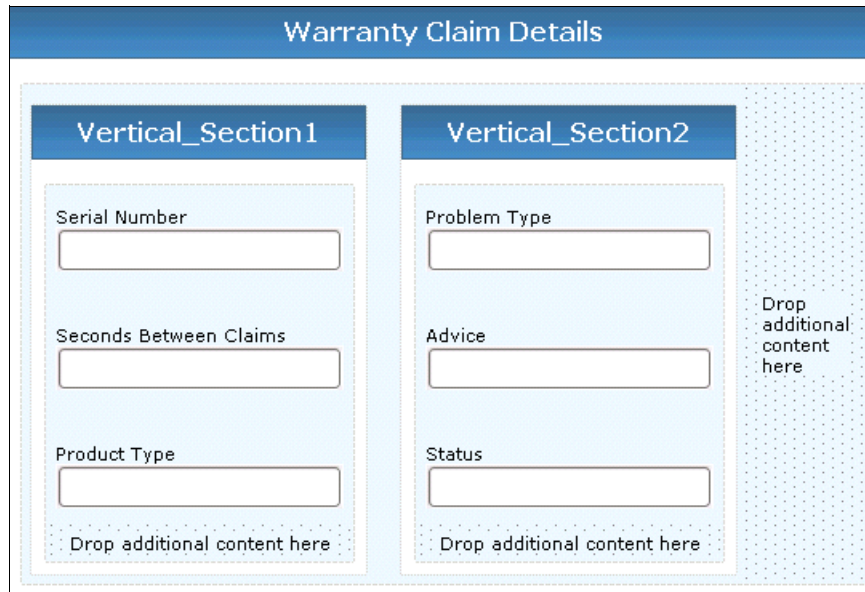 Warranty Claim Details
Vertical_Section1
Serial Number
Seconds Between Claims
Product Type
Drop additional content here
Vertical_Section2
Problem Type
Advice
Status
Drop additional content here
Drop
additional
content
here